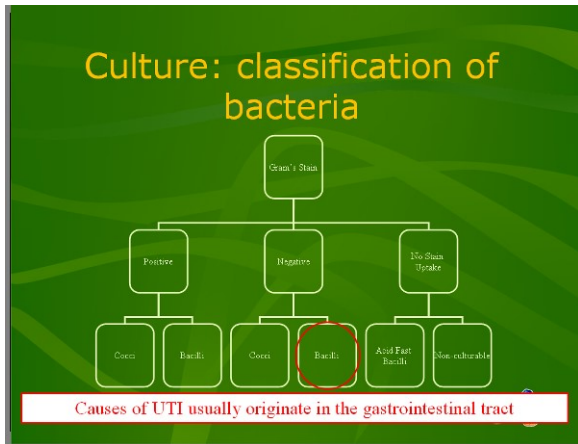 Culture: classification of
bacteria
Gram's Stain
Positive
Negative
No Stain
Uptake
Cocci
Bacilli
Cocci
Bacilli
Acid Fast
Bacilli
Non-culturable
Causes of UTI usually originate in the gastrointestinal tract